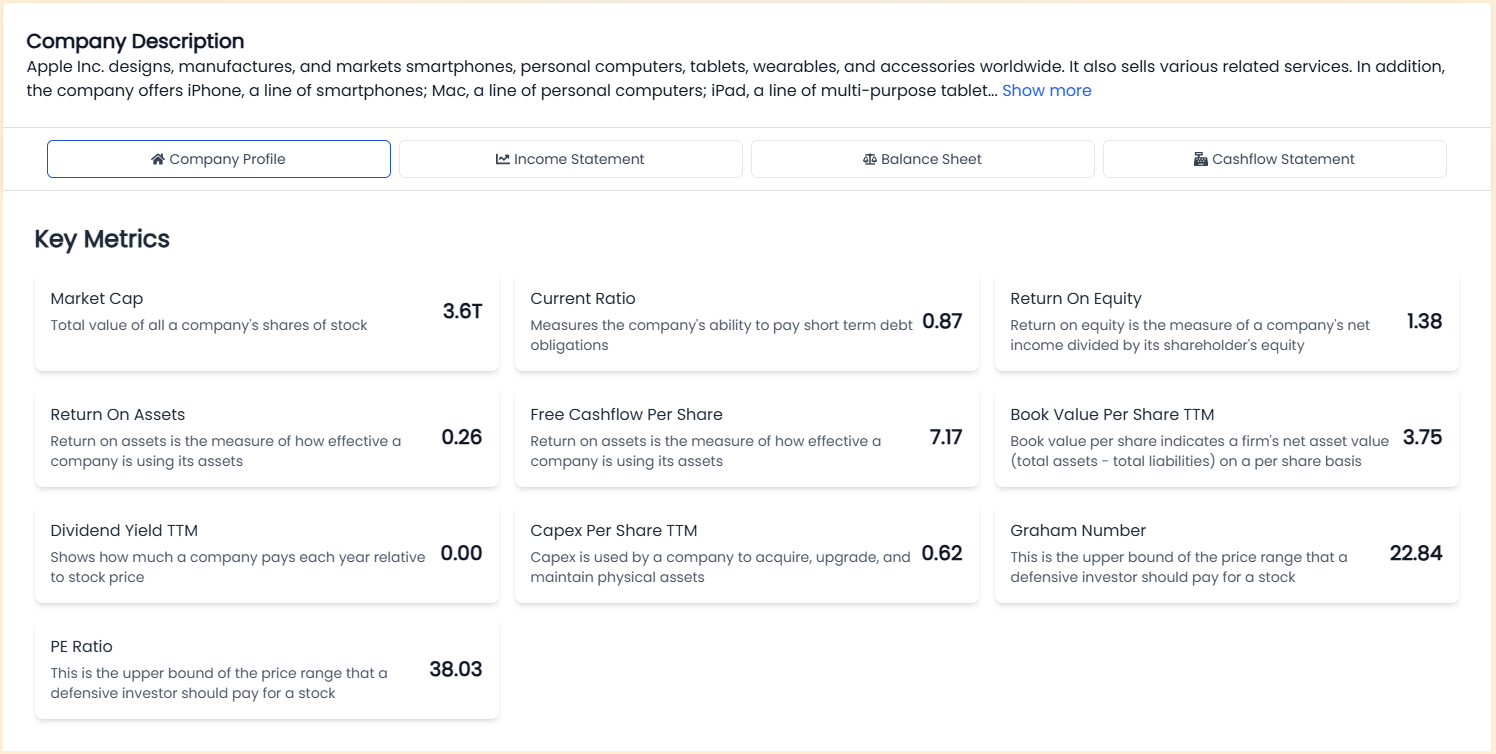 Company Description
Apple Inc. designs, manufactures, and markets smartphones, personal computers, tablets, wearables, and accessories worldwide. It also sells various related services. In addition,
the company offers iPhone, a line of smartphones; Mac, a line of personal computers; iPad, a line of multi-purpose tablet... Show more
Company Profile
Income Statement
Balance Sheet
Cashflow Statement
Key Metrics
Market Cap
Total value of all a company's shares of stock
3.6T
Current Ratio
Measures the company's ability to pay short term debt
obligations
0.87
Return On Equity
Return on equity is the measure of a company's net
income divided by its shareholder's equity
1.38
Return On Assets
Return on assets is the measure of how effective a
company is using its assets
0.26
Free Cashflow Per Share
Return on assets is the measure of how effective a
company is using its assets
7.17
Book Value Per Share TTM
Book value per share indicates a firm's net asset value
(total assets - total liabilities) on a per share basis
3.75
Dividend Yield TTM
Shows how much a company pays each year relative
to stock price
0.00
Capex Per Share TTM
Capex is used by a company to acquire, upgrade, and
maintain physical assets
0.62
Graham Number
This is the upper bound of the price range that a
defensive investor should pay for a stock
22.84
PE Ratio
This is the upper bound of the price range that a
defensive investor should pay for a stock
38.03